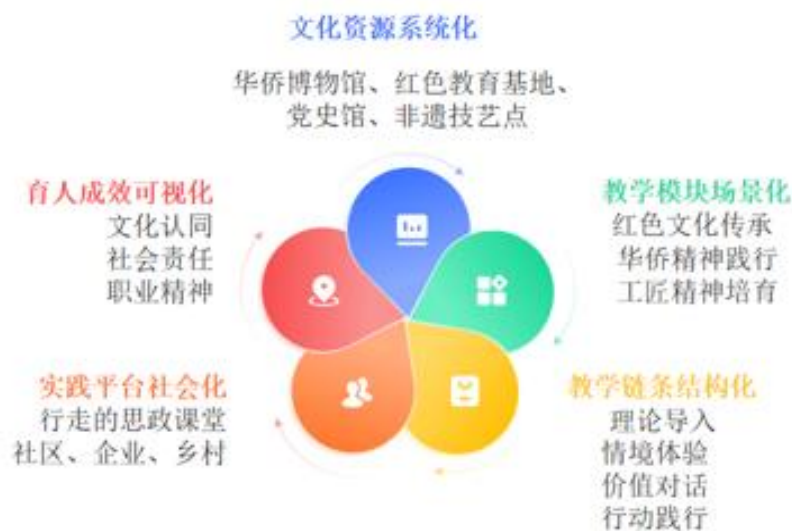 文化资源系统化
华侨博物馆、红色教育基地、
党史馆、非遗技艺点
育人成效可视化
文化认同
社会责任
职业精神
教学模块场景化
红色文化传承
华侨精神践行
工匠精神培育
实践平台社会化
行走的思政课堂
社区、企业、乡村
教学链条结构化
理论导入
情境体验
价值对话
行动践行